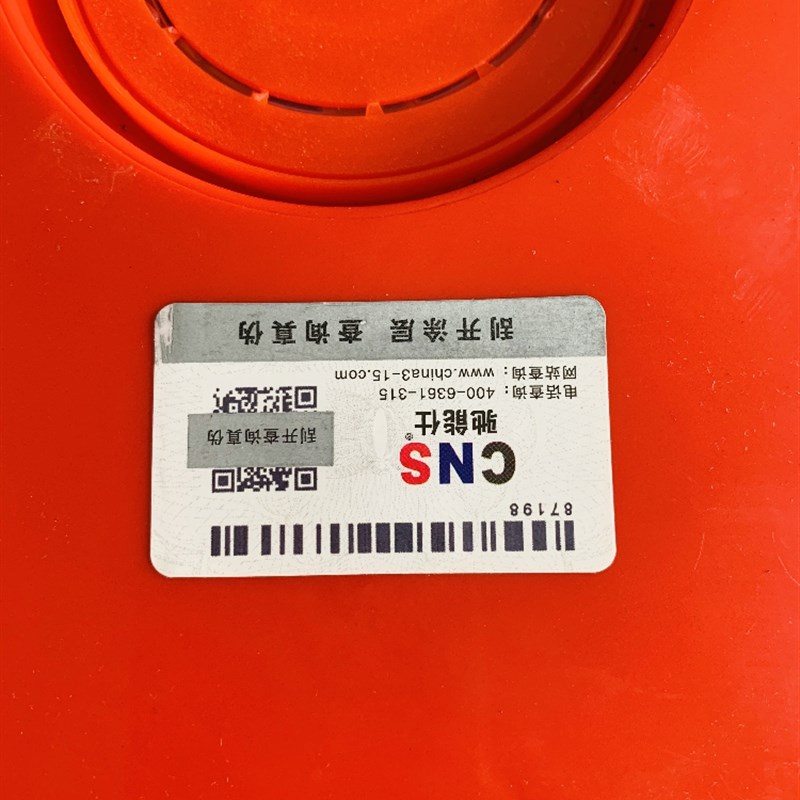 87198
CNS®
驰能仕
电话查询：400-6361-315
网站查询：www.china3-15.com
刮开查询真伪
刮开涂层 查询真伪